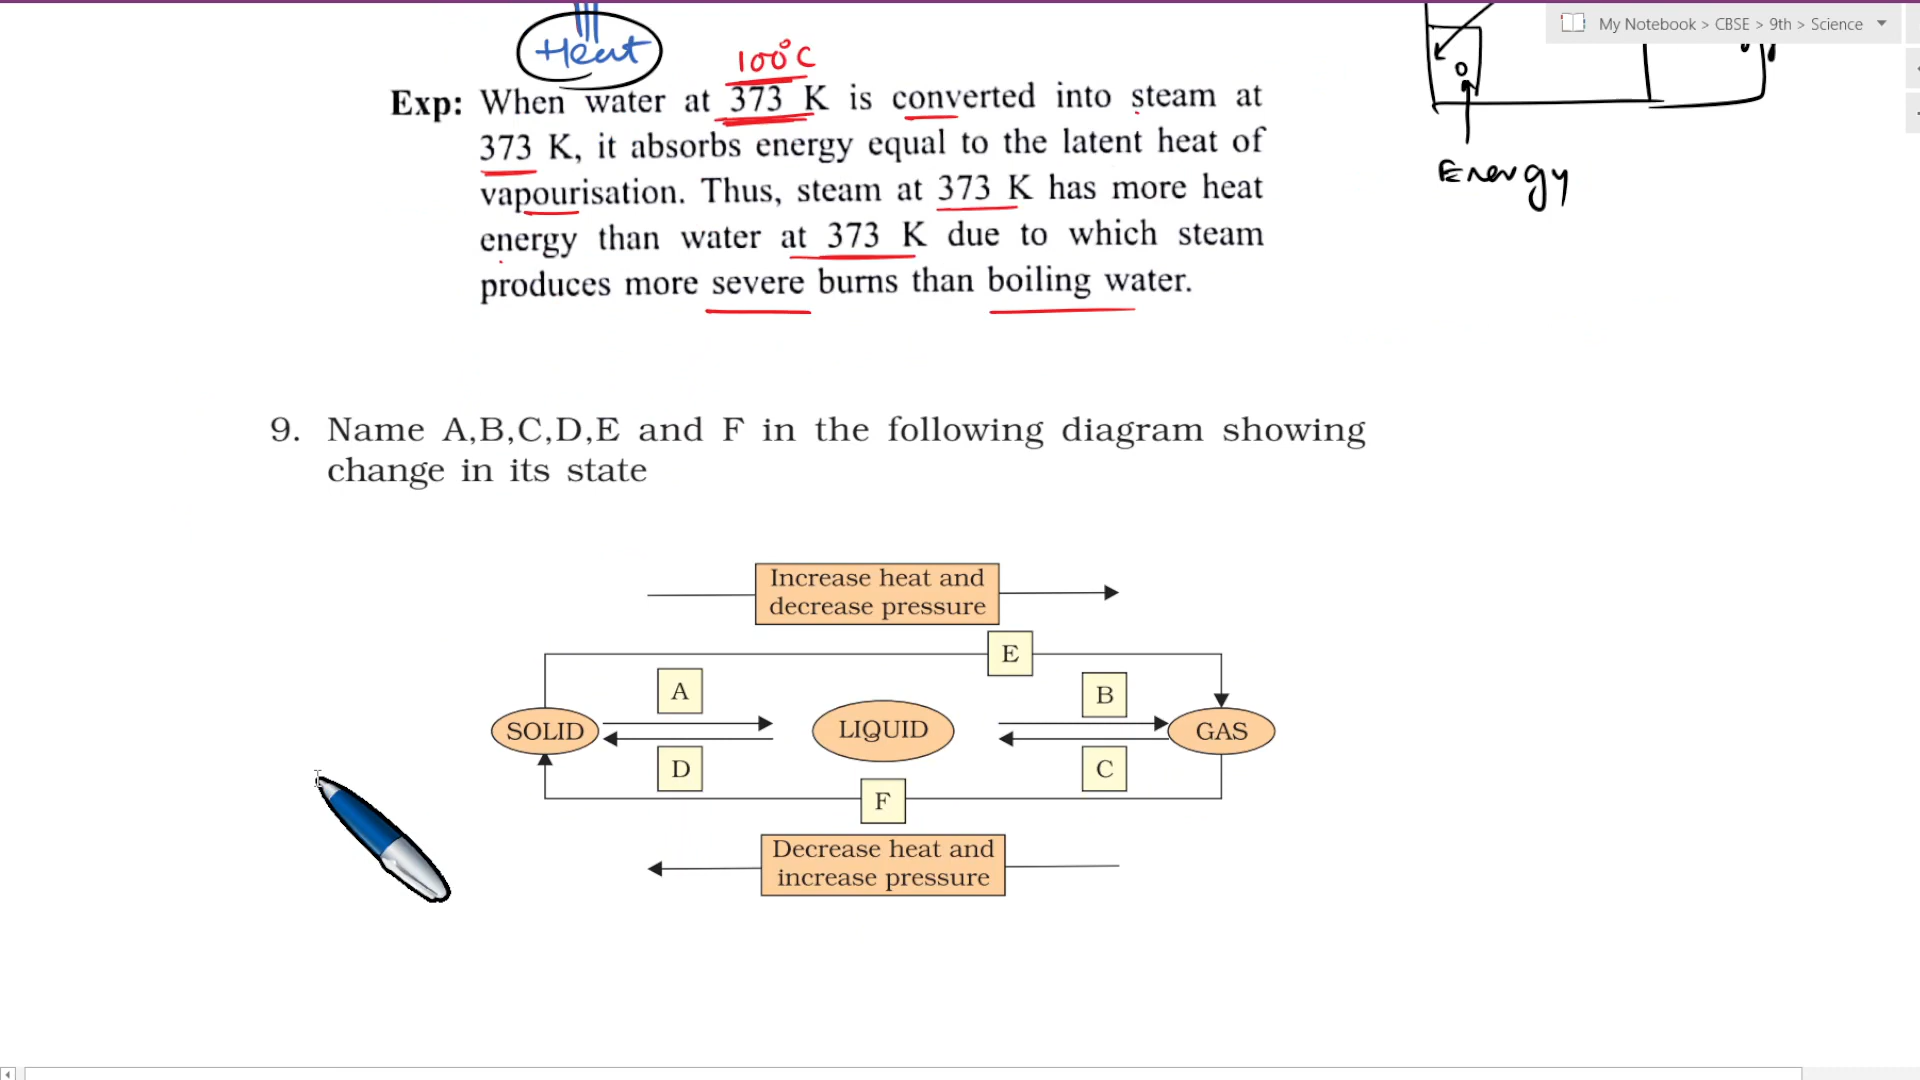 My Notebook > CBSE > 9th > Science
Heat
100°C
Exp: When water at 373 K is converted into steam at
373 K, it absorbs energy equal to the latent heat of
vapourisation. Thus, steam at 373 K has more heat
energy than water at 373 K due to which steam
produces more severe burns than boiling water.
Energy
9. Name A,B,C,D,E and F in the following diagram showing
change in its state
Increase heat and
decrease pressure
E
A
B
SOLID
LIQUID
GAS
D
C
F
Decrease heat and
increase pressure